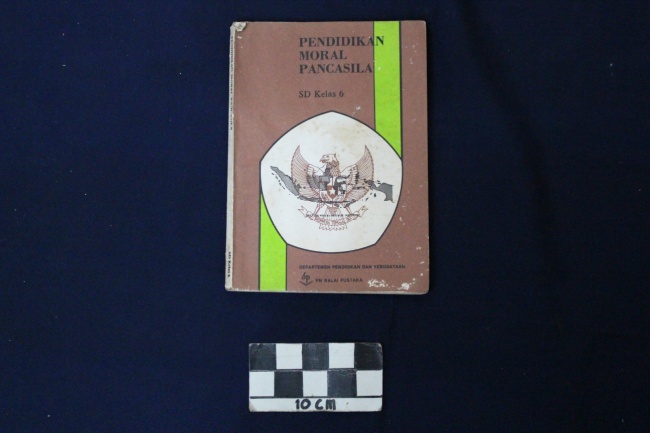 PENDIDIKAN
MORAL
PANCASILA
SD Kelas 6
DEPARTEMEN PENDIDIKAN DAN KEBUDAYAAN
PN BALAI PUSTAKA
10 CM